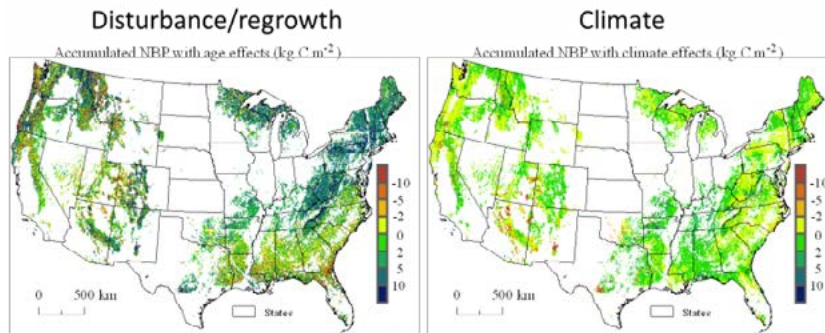 Disturbance/regrowth
Climate
Accumulated NBP with age effects (kg C m-2)
Accumulated NBP with climate effects ( kg C m-2)
-10
-5
-2
0
2
5
10
-10
-5
-2
0
2
5
10
0 500 km
States
0 500 km
States